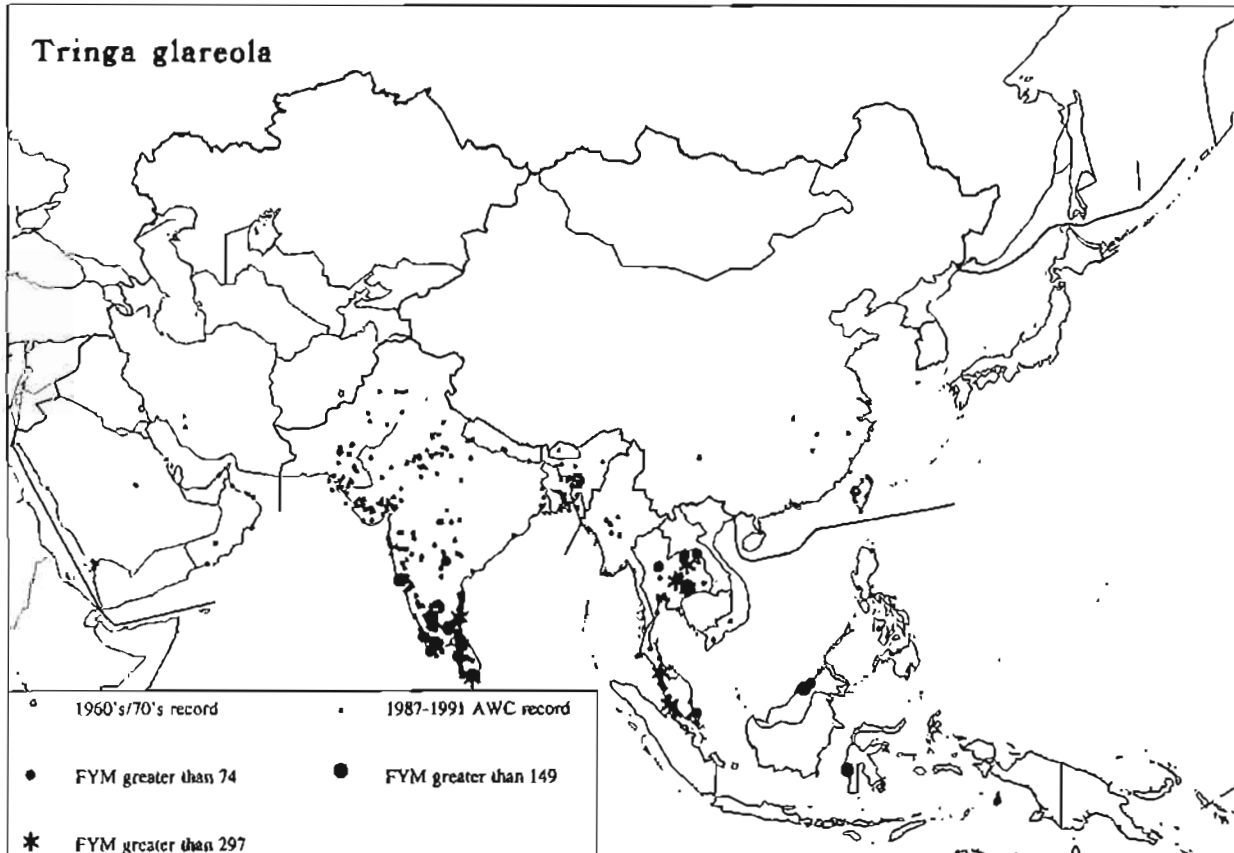 Tringa glareola
1960's/70's record
1987-1991 AWC record
FYM greater than 74
FYM greater than 149
FYM greater than 297